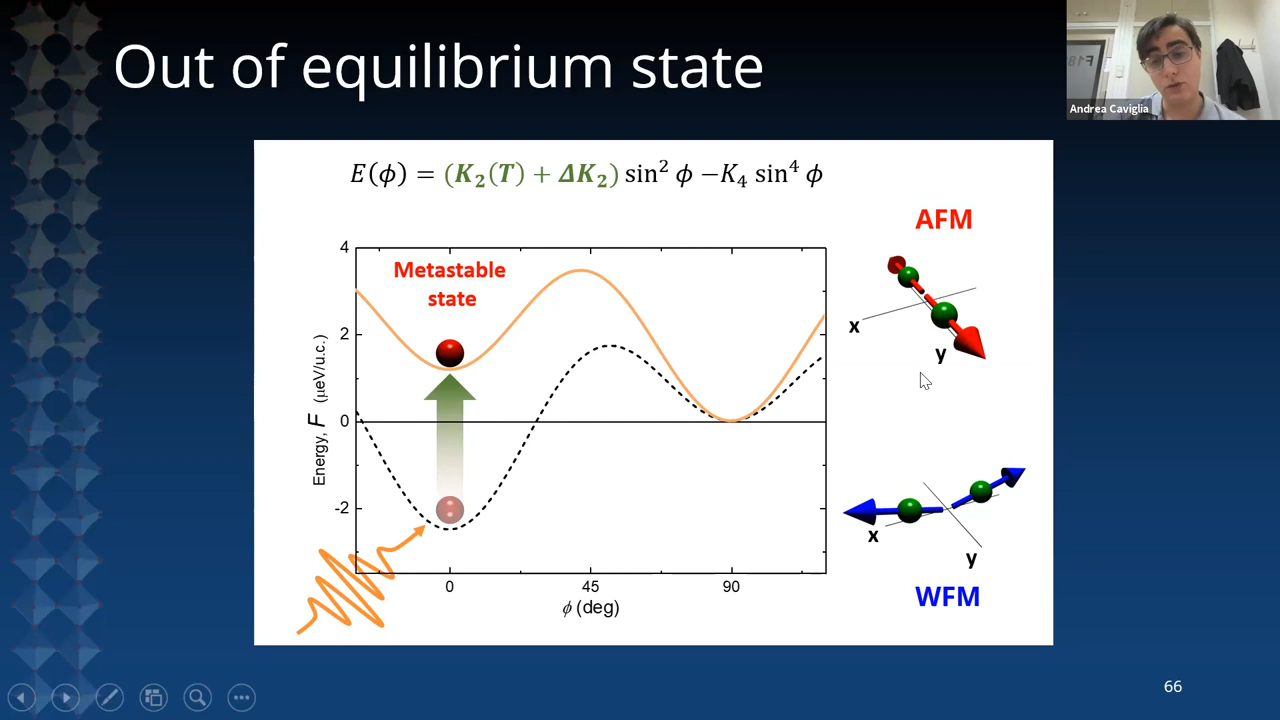 Out of equilibrium state
Andrea Caviglia
E(ϕ) = (K₂(T) + ΔK₂) sin² ϕ −K₄ sin⁴ ϕ
AFM
4
Metastable
state
2
0
-2
Energy, F (μeV/u.c.)
0
45
90
ϕ (deg)
x
y
x
y
WFM
66